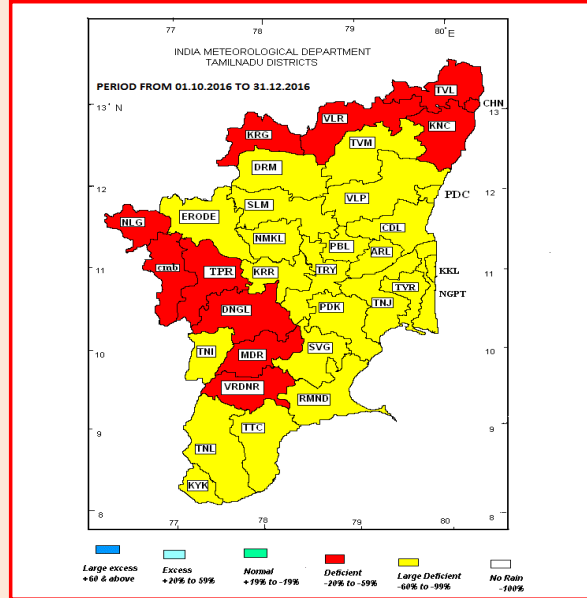 77 78 79 80°E
INDIA METEOROLOGICAL DEPARTMENT
TAMILNADU DISTRICTS
PERIOD FROM 01.10.2016 TO 31.12.2016
TVL
13° N
CHN
13
VLR
KNC
KRG
TVM
DRM
12
12
PDC
SLM
VLP
ERODE
NLG
CDL
NMKL
PBL
ARL
11
cmb
TPR
KRR
TRY
KKL
11
TYR
NGPT
DNGL
PDK
TNJ
10
TNI
MDR
SVG
10
VRDNR
RMND
9
TTC
9
TNL
KYK
8
8
77 78 79 80
Large excess
+60 & above
Excess
+20% to 59%
Normal
+19% to -19%
Deficient
-20% to -59%
Large Deficient
-60% to -99%
No Rain
-100%